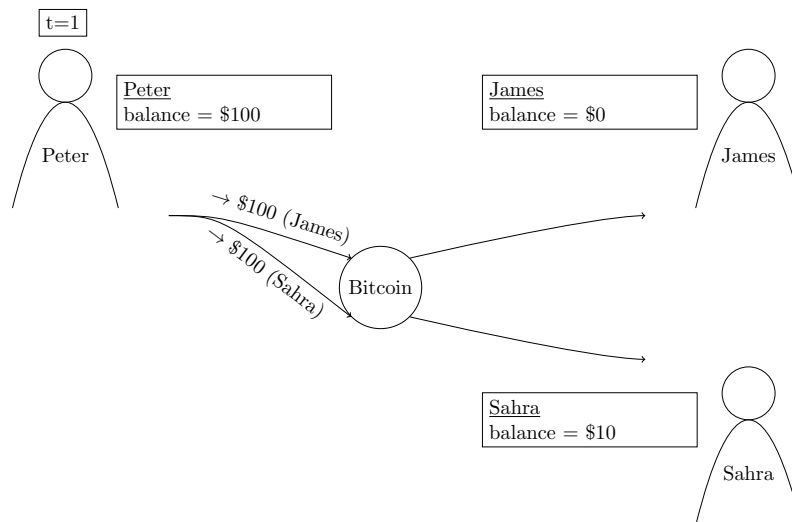 t=1
Peter
balance = $100
James
balance = $0
Peter
James
→ $100 (James)
→ $100 (Sahra)
Bitcoin
Sahra
balance = $10
Sahra